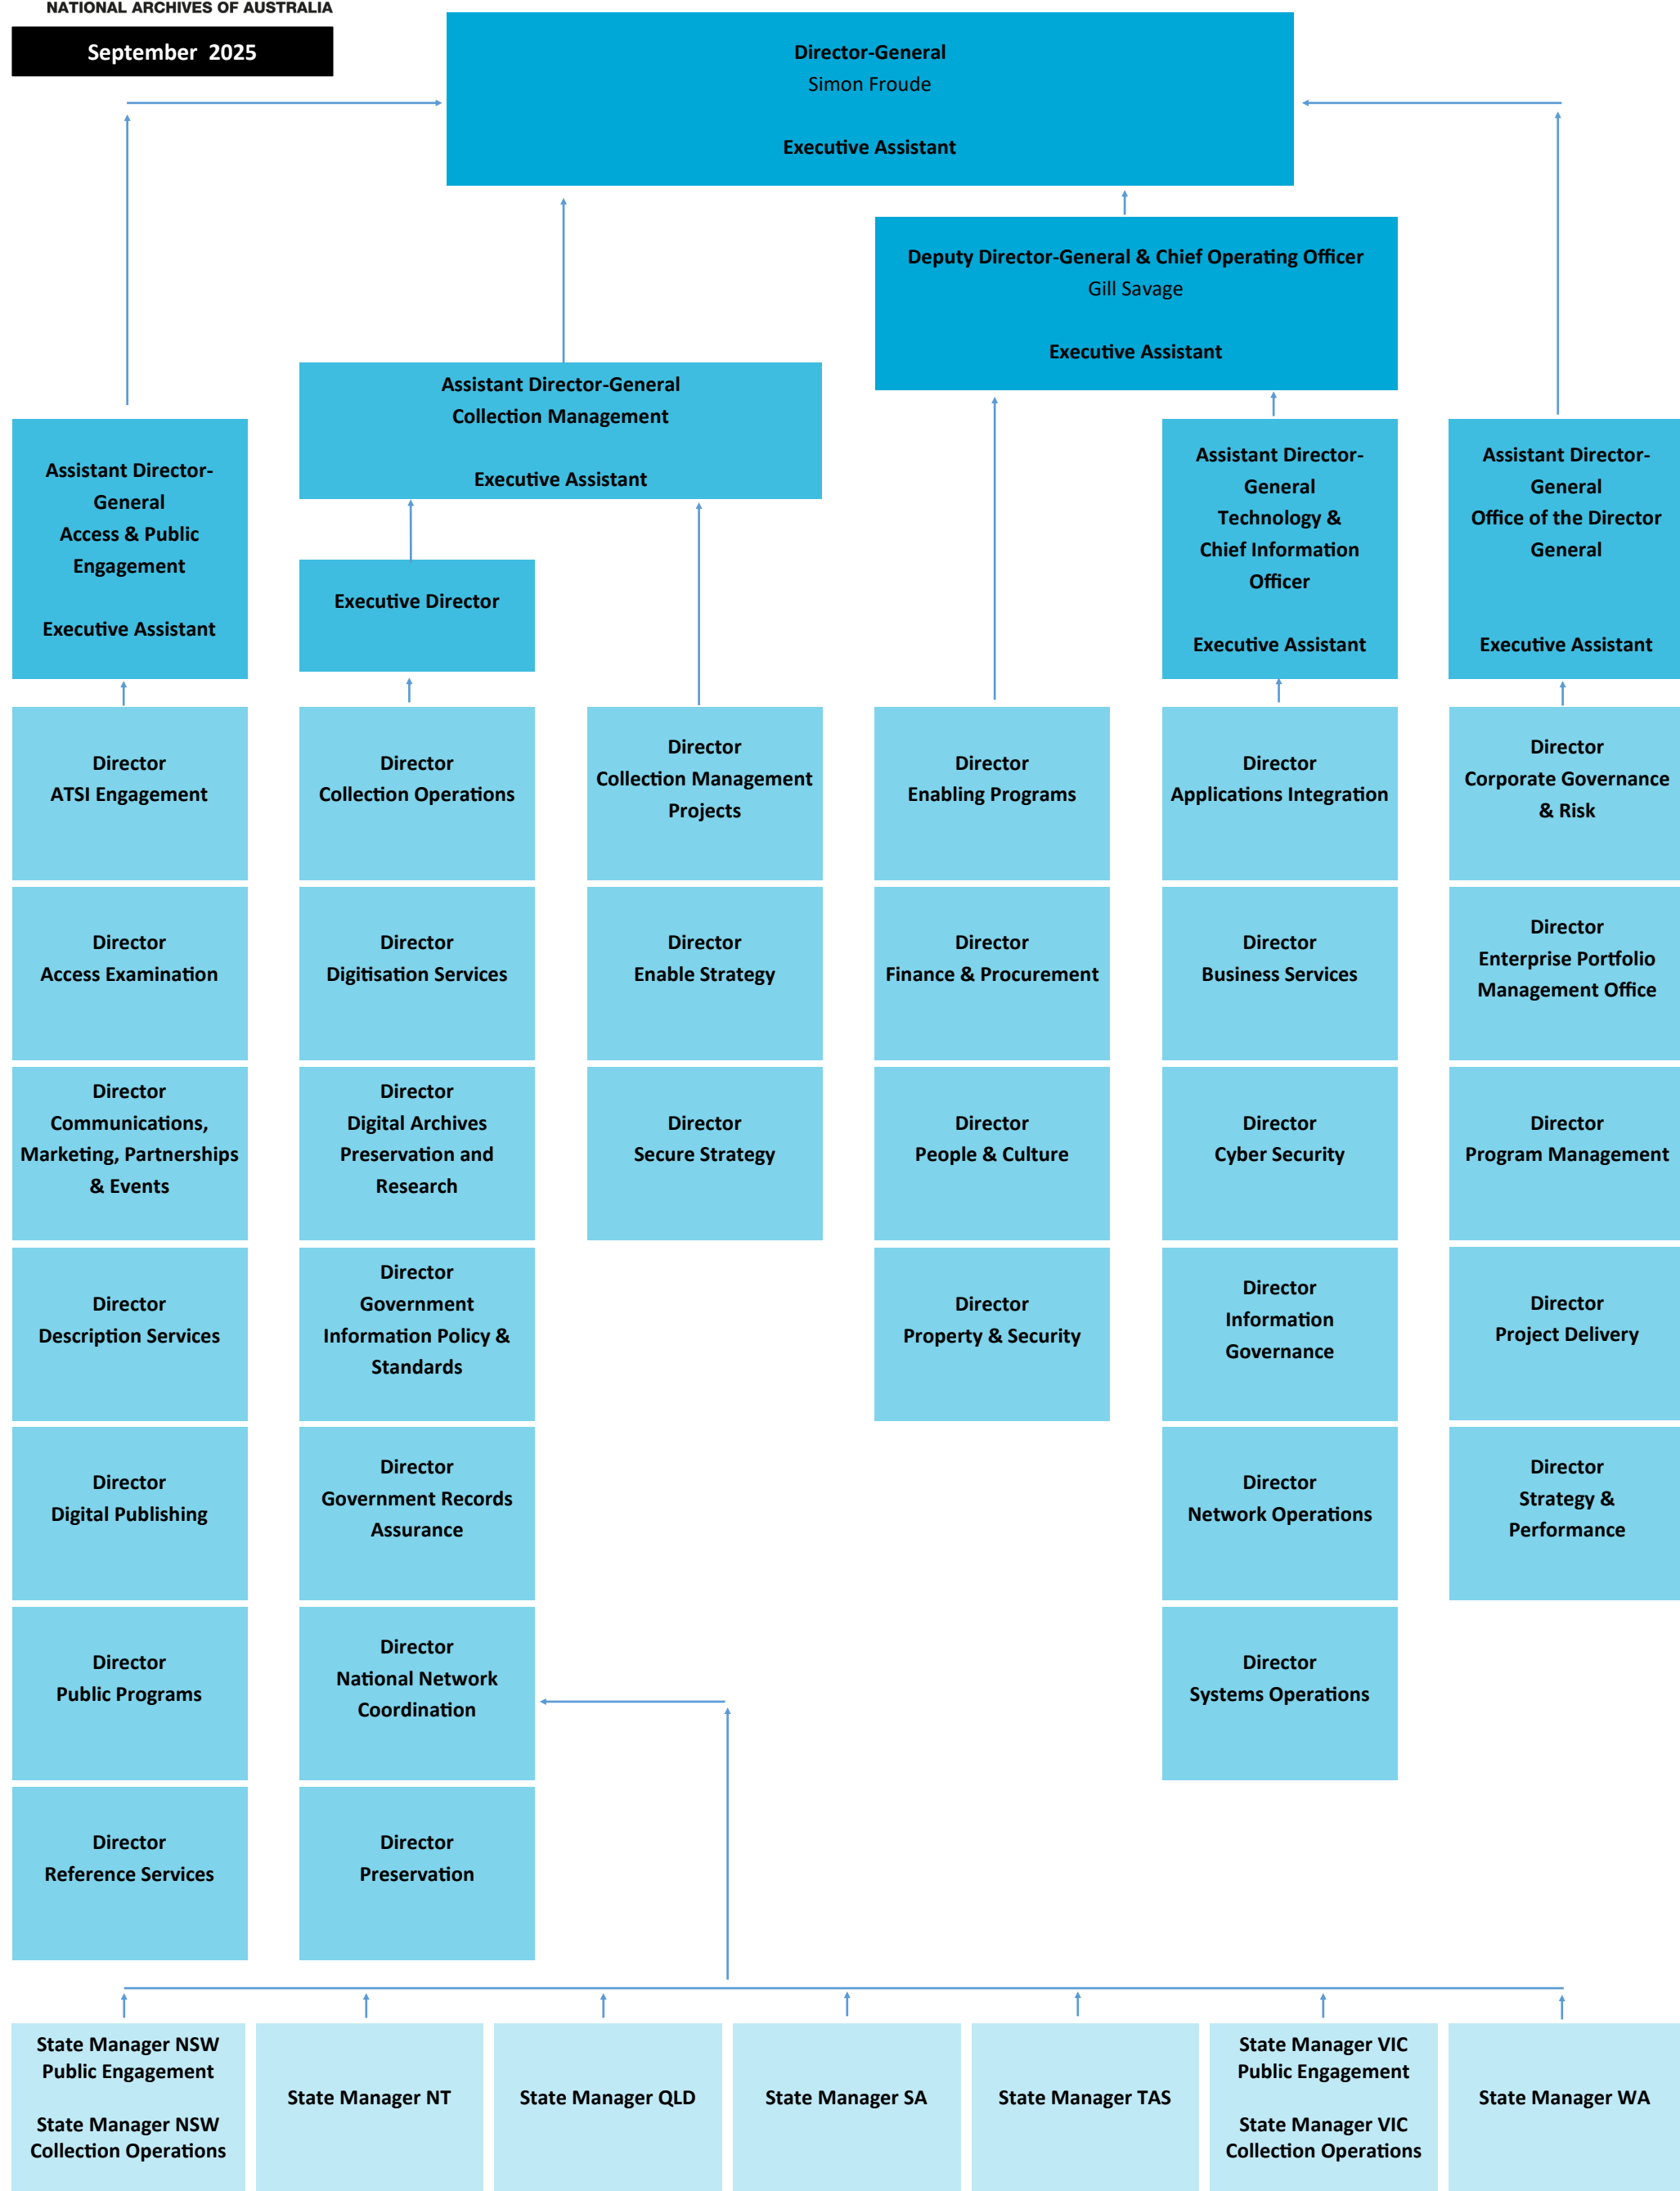 NATIONAL ARCHIVES OF AUSTRALIA
September 2025
Director-General
Simon Froude
Executive Assistant
Deputy Director-General & Chief Operating Officer
Gill Savage
Executive Assistant
Assistant Director-General
Collection Management
Executive Assistant
Assistant Director-
General
Access & Public
Engagement
Executive Assistant
Executive Director
Assistant Director-
General
Technology &
Chief Information
Officer
Executive Assistant
Assistant Director-
General
Office of the Director
General
Executive Assistant
Director
ATSI Engagement
Director
Collection Operations
Director
Collection Management
Projects
Director
Enabling Programs
Director
Applications Integration
Director
Corporate Governance
& Risk
Director
Access Examination
Director
Digitisation Services
Director
Enable Strategy
Director
Finance & Procurement
Director
Business Services
Director
Enterprise Portfolio
Management Office
Director
Communications,
Marketing, Partnerships
& Events
Director
Digital Archives
Preservation and
Research
Director
Secure Strategy
Director
People & Culture
Director
Cyber Security
Director
Program Management
Director
Description Services
Director
Government
Information Policy &
Standards
Director
Property & Security
Director
Information
Governance
Director
Project Delivery
Director
Digital Publishing
Director
Government Records
Assurance
Director
Network Operations
Director
Strategy &
Performance
Director
Public Programs
Director
National Network
Coordination
Director
Systems Operations
Director
Reference Services
Director
Preservation
State Manager NSW
Public Engagement
State Manager NSW
Collection Operations
State Manager NT
State Manager QLD
State Manager SA
State Manager TAS
State Manager VIC
Public Engagement
State Manager VIC
Collection Operations
State Manager WA